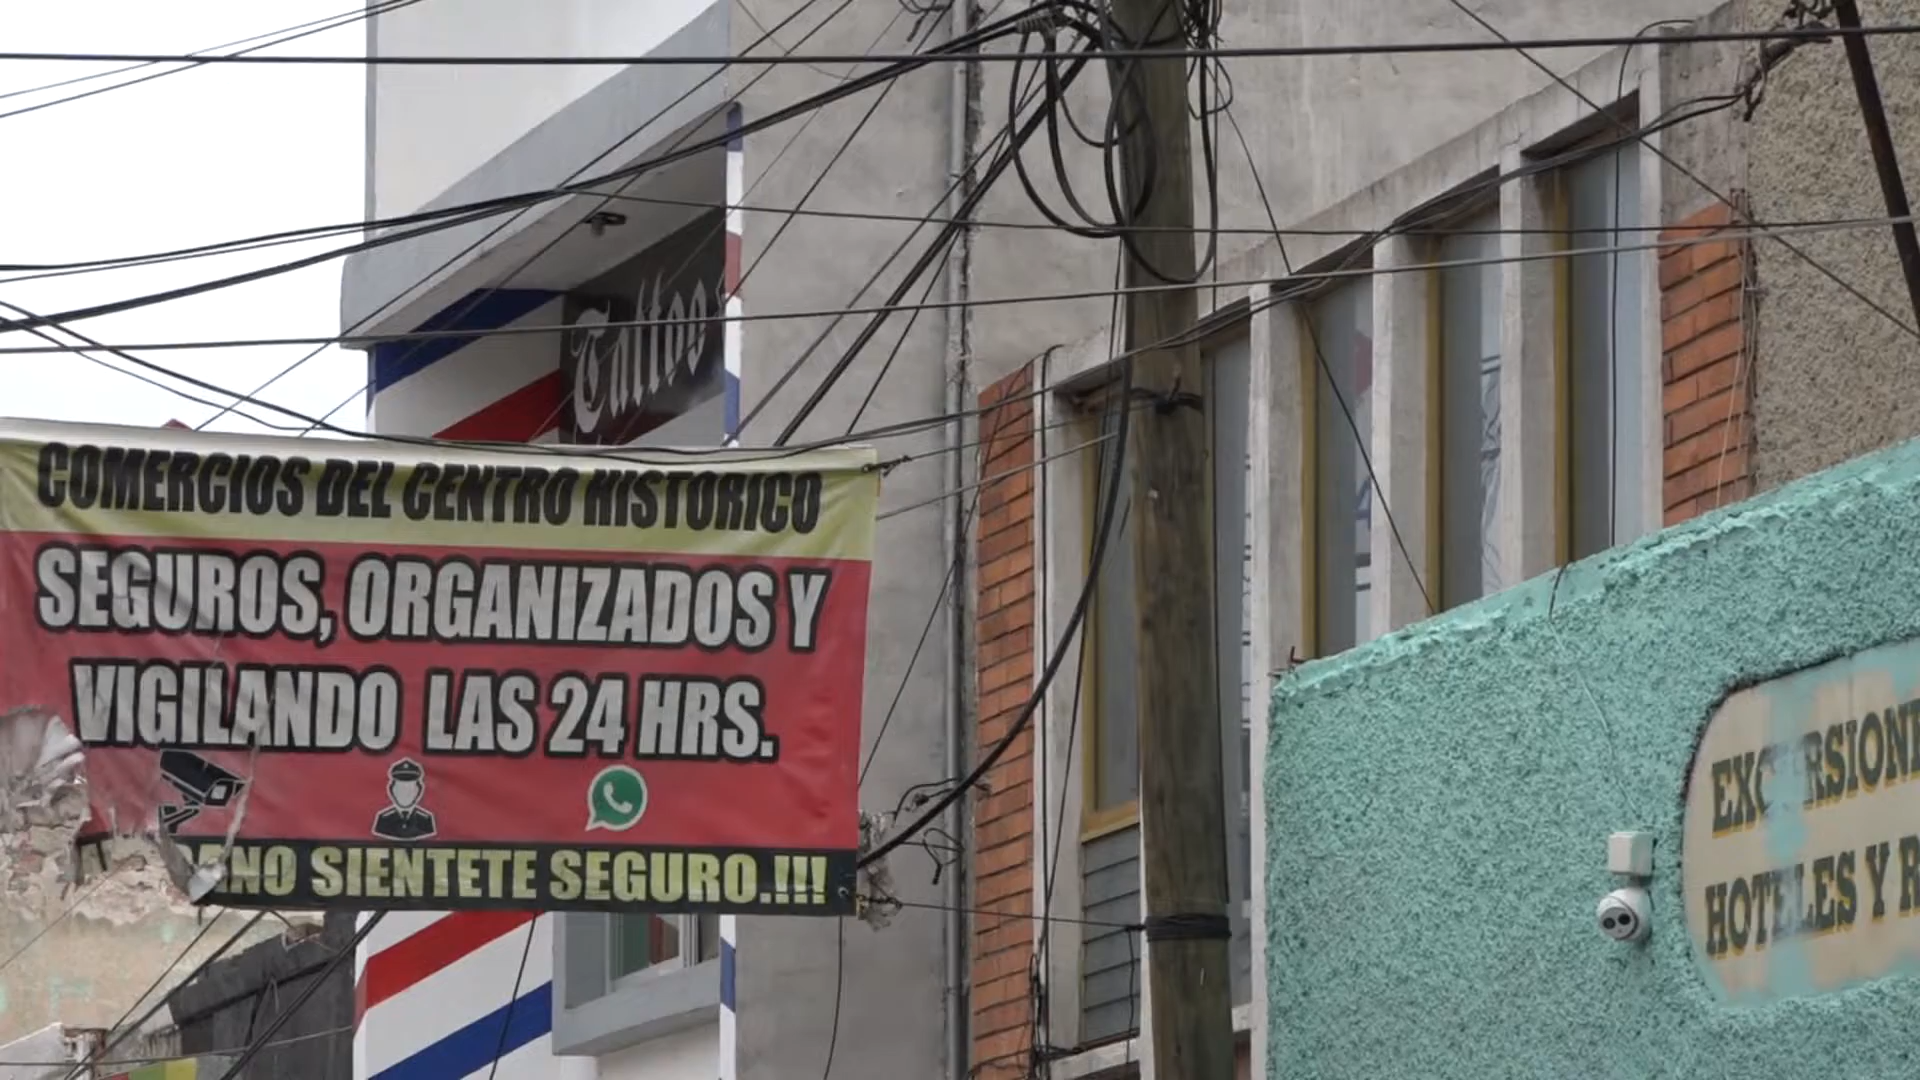 Tattoo
COMERCIOS DEL CENTRO HISTORICO
SEGUROS, ORGANIZADOS Y
VIGILANDO LAS 24 HRS.
SIENTETE SEGURO.!!!
HOTELES Y